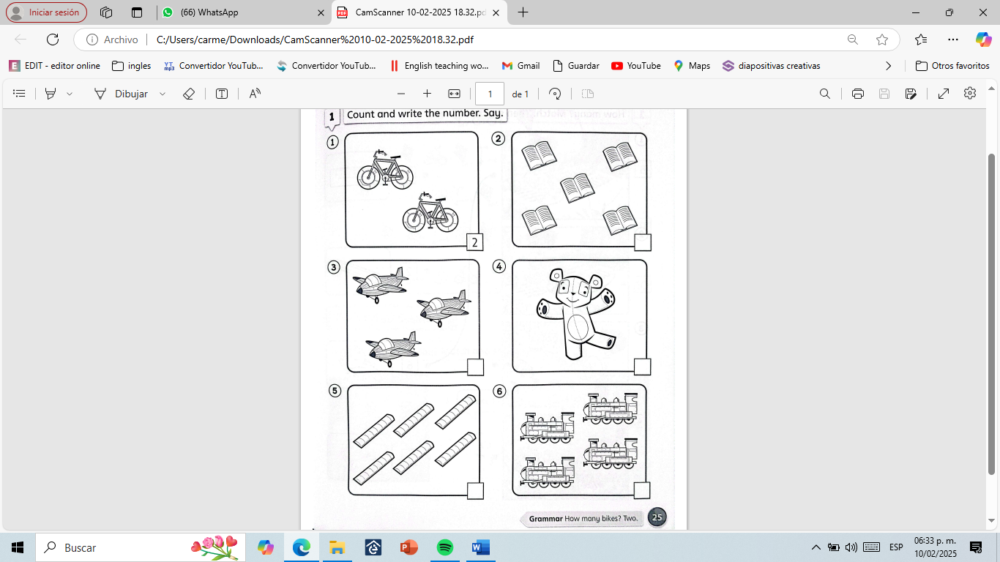 Iniciar sesión
(66) WhatsApp
CamScanner 10-02-2025 18.32.pd
Archivo
C:/Users/carme/Downloads/CamScanner%2010-02-2025%2018.32.pdf
EDIT - editor online
ingles
YT mp3
Convertidor YouTub...
Convertidor YouTub...
English teaching wo...
Gmail
Guardar
YouTube
Maps
diapositivas creativas
Otros favoritos
Dibujar
1
de 1
1 Count and write the number. Say.
1
2
2
3
4
5
6
Grammar How many bikes? Two. 25
Buscar
ESP
06:33 p. m.
10/02/2025